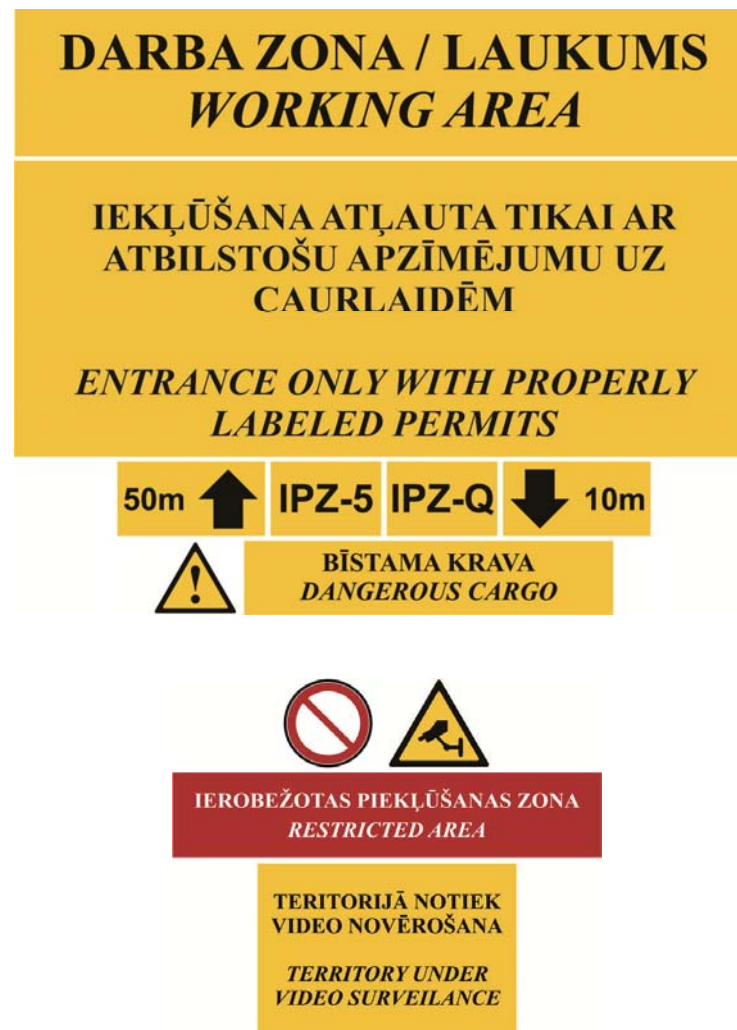 DARBA ZONA / LAUKUMS
WORKING AREA
IEKĻŪŠANA ATĻAUTA TIKAI AR
ATBILSTOŠU APZĪMĒJUMU UZ
CAURLAIDĒM
ENTRANCE ONLY WITH PROPERLY
LABELED PERMITS
50m IPZ-5 IPZ-Q 10m
BĪSTAMA KRAVA
DANGEROUS CARGO
IEROBEŽOTAS PIEKĻŪŠANAS ZONA
RESTRICTED AREA
TERITORIJĀ NOTIEK
VIDEO NOVĒROŠANA
TERRITORY UNDER
VIDEO SURVEILANCE